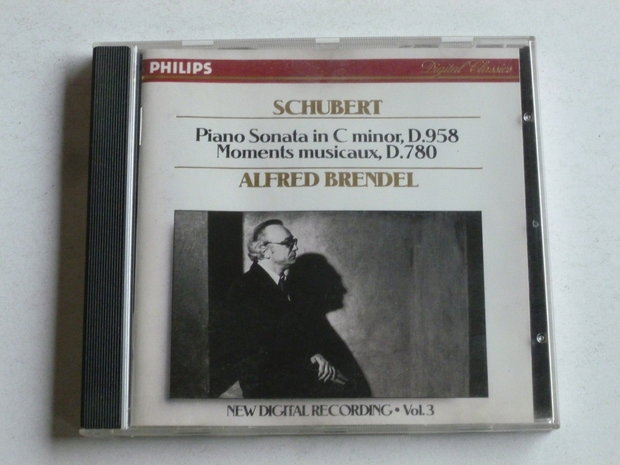 PHILIPS
Digital Classics
SCHUBERT
Piano Sonata in C minor, D.958
Moments musicaux, D.780
ALFRED BRENDEL
NEW DIGITAL RECORDING • Vol. 3